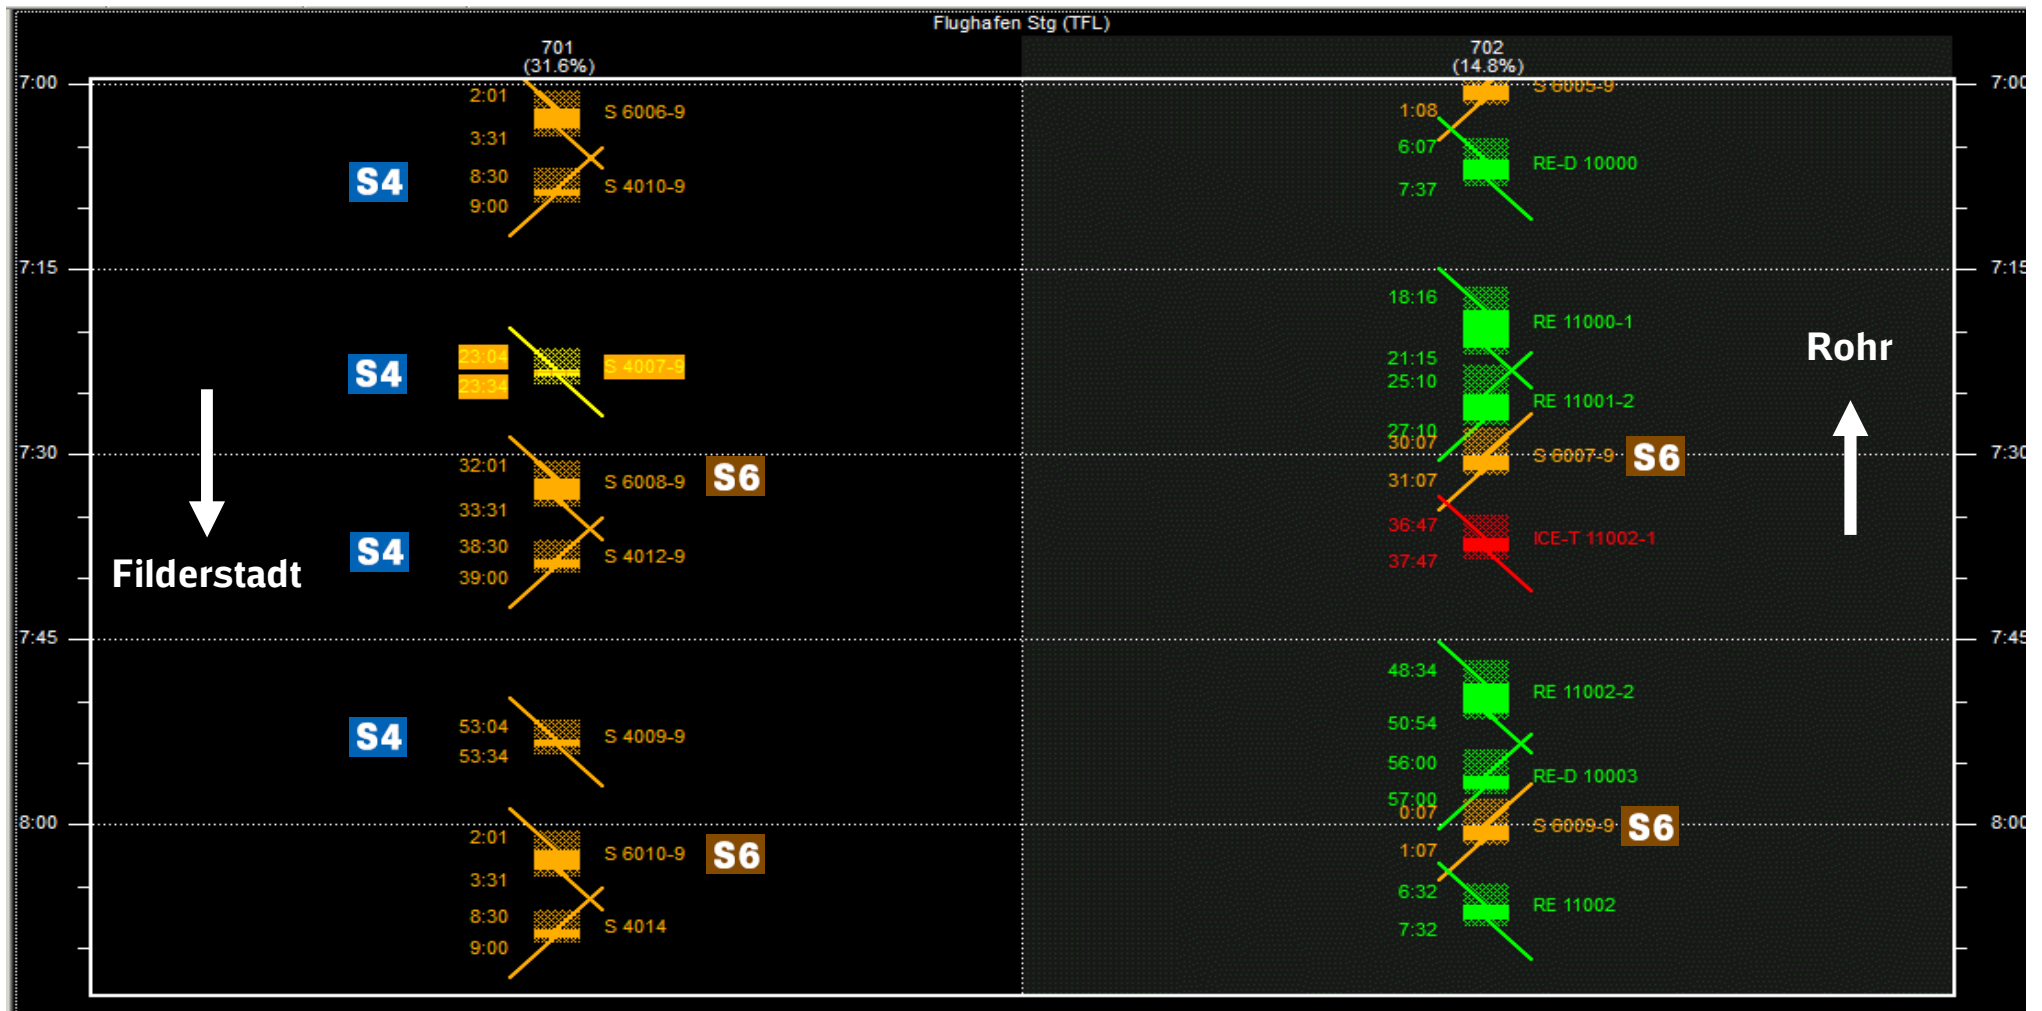 Flughafen Stg (TFL)
701
(31.6%)
702
(14.8%)
7:00
2:01
S 6006-9
3:31
S4
8:30
S 4010-9
9:00
S 6005-9
1:08
6:07
RE-D 10000
7:37
7:00
7:15
7:15
S4
23:04
S 4007-9
23:34
18:16
RE 11000-1
21:15
25:10
RE 11001-2
27:10
Rohr
7:30
32:01
S 6008-9
S6
33:31
30:07
S 6007-9
S6
31:07
7:30
Filderstadt
S4
38:30
S 4012-9
39:00
36:47
ICE-T 11002-1
37:47
7:45
7:45
S4
53:04
S 4009-9
53:34
48:34
RE 11002-2
50:54
56:00
RE-D 10003
57:00
8:00
2:01
S 6010-9
S6
3:31
0:07
S 6009-9
S6
1:07
8:00
8:30
S 4014
9:00
6:32
RE 11002
7:32